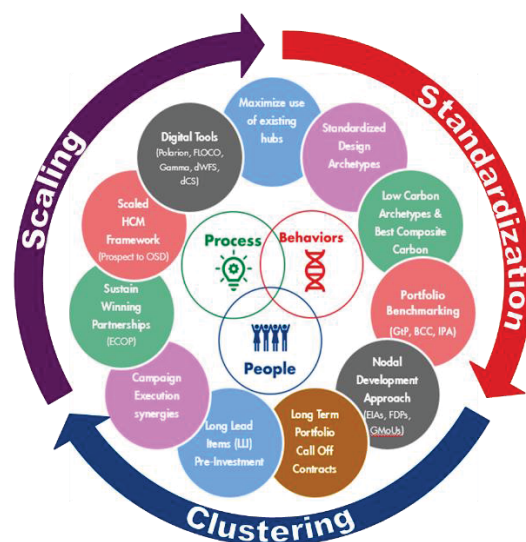 Scaling
Standardization
Clustering
Maximize use
of existing
hubs
Standardized
Design
Archetypes
Low Carbon
Archetypes &
Best Composite
Carbon
Portfolio
Benchmarking
(GtP, BCC, IPA)
Nodal
Development
Approach
(EIAs, FDPs,
GMoUs)
Long Term
Portfolio
Call Off
Contracts
Long Lead
Items (LLI)
Pre-Investment
Campaign
Execution
synergies
Sustain
Winning
Partnerships
(ECOP)
Scaled
HCM
Framework
(Prospect to OSD)
Digital Tools
(Polarion, FLOCO,
Gamma, dWFS,
dCS)
Process
Behaviors
People